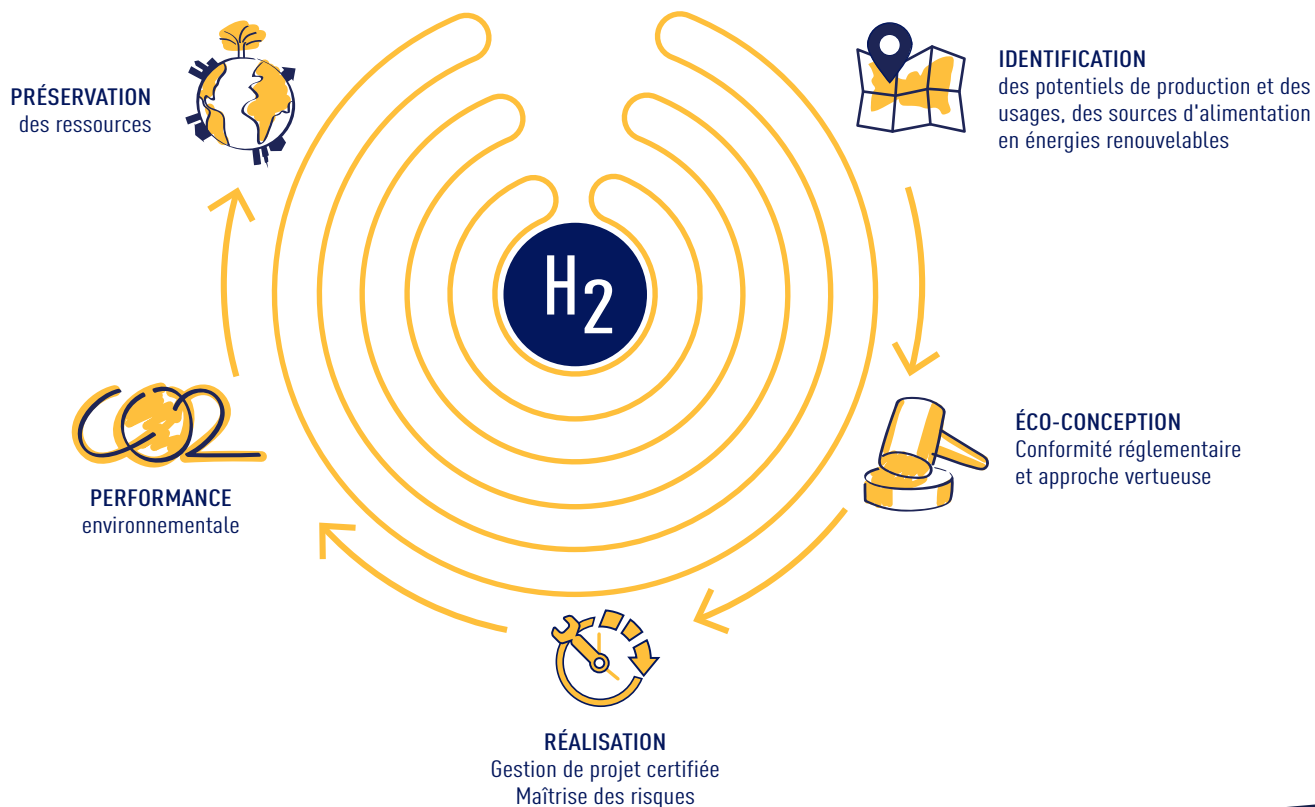 PRÉSERVATION
des ressources
IDENTIFICATION
des potentiels de production et des
usages, des sources d'alimentation
en énergies renouvelables
H2
ÉCO-CONCEPTION
Conformité réglementaire
et approche vertueuse
CO2
PERFORMANCE
environnementale
RÉALISATION
Gestion de projet certifiée
Maîtrise des risques